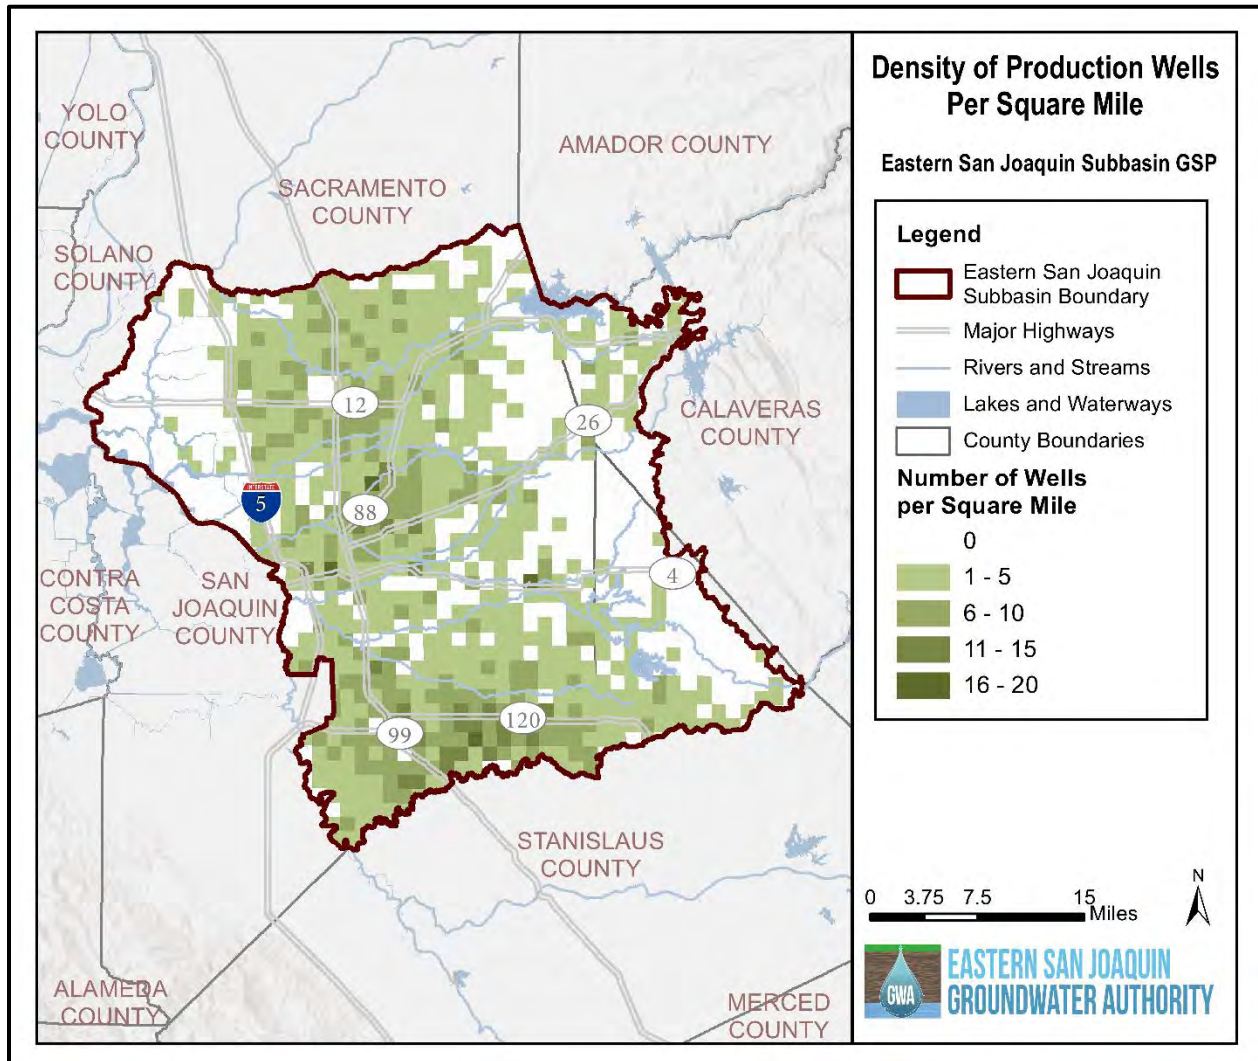 YOLO
COUNTY
AMADOR COUNTY
SACRAMENTO
COUNTY
SOLANO
COUNTY
12
26
CALAVERAS
COUNTY
INTERSTATE
5
88
4
CONTRA
COSTA
COUNTY
SAN
JOAQUIN
COUNTY
120
99
STANISLAUS
COUNTY
ALAMEDA
COUNTY
MERCED
COUNTY
Density of Production Wells
Per Square Mile
Eastern San Joaquin Subbasin GSP
Legend
Eastern San Joaquin
Subbasin Boundary
Major Highways
Rivers and Streams
Lakes and Waterways
County Boundaries
Number of Wells
per Square Mile
0
1 - 5
6 - 10
11 - 15
16 - 20
N
0 3.75 7.5 15
Miles
GWA
EASTERN SAN JOAQUIN
GROUNDWATER AUTHORITY